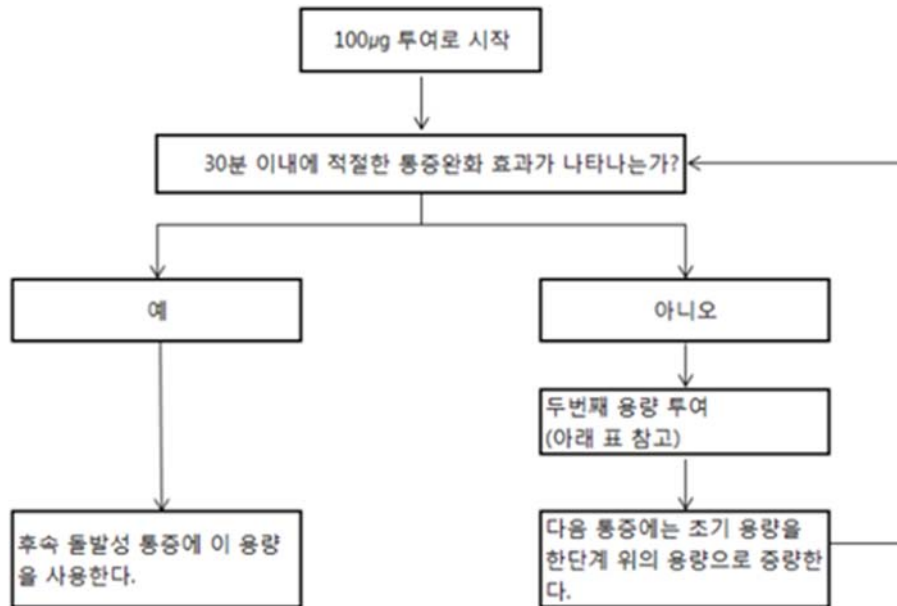 100μg 투여로 시작
30분 이내에 적절한 통증완화 효과가 나타나는가?
예
아니오
두번째 용량 투여
(아래 표 참고)
후속 돌발성 통증에 이 용량
을 사용한다.
다음 통증에는 초기 용량을
한단계 위의 용량으로 증량한
다.